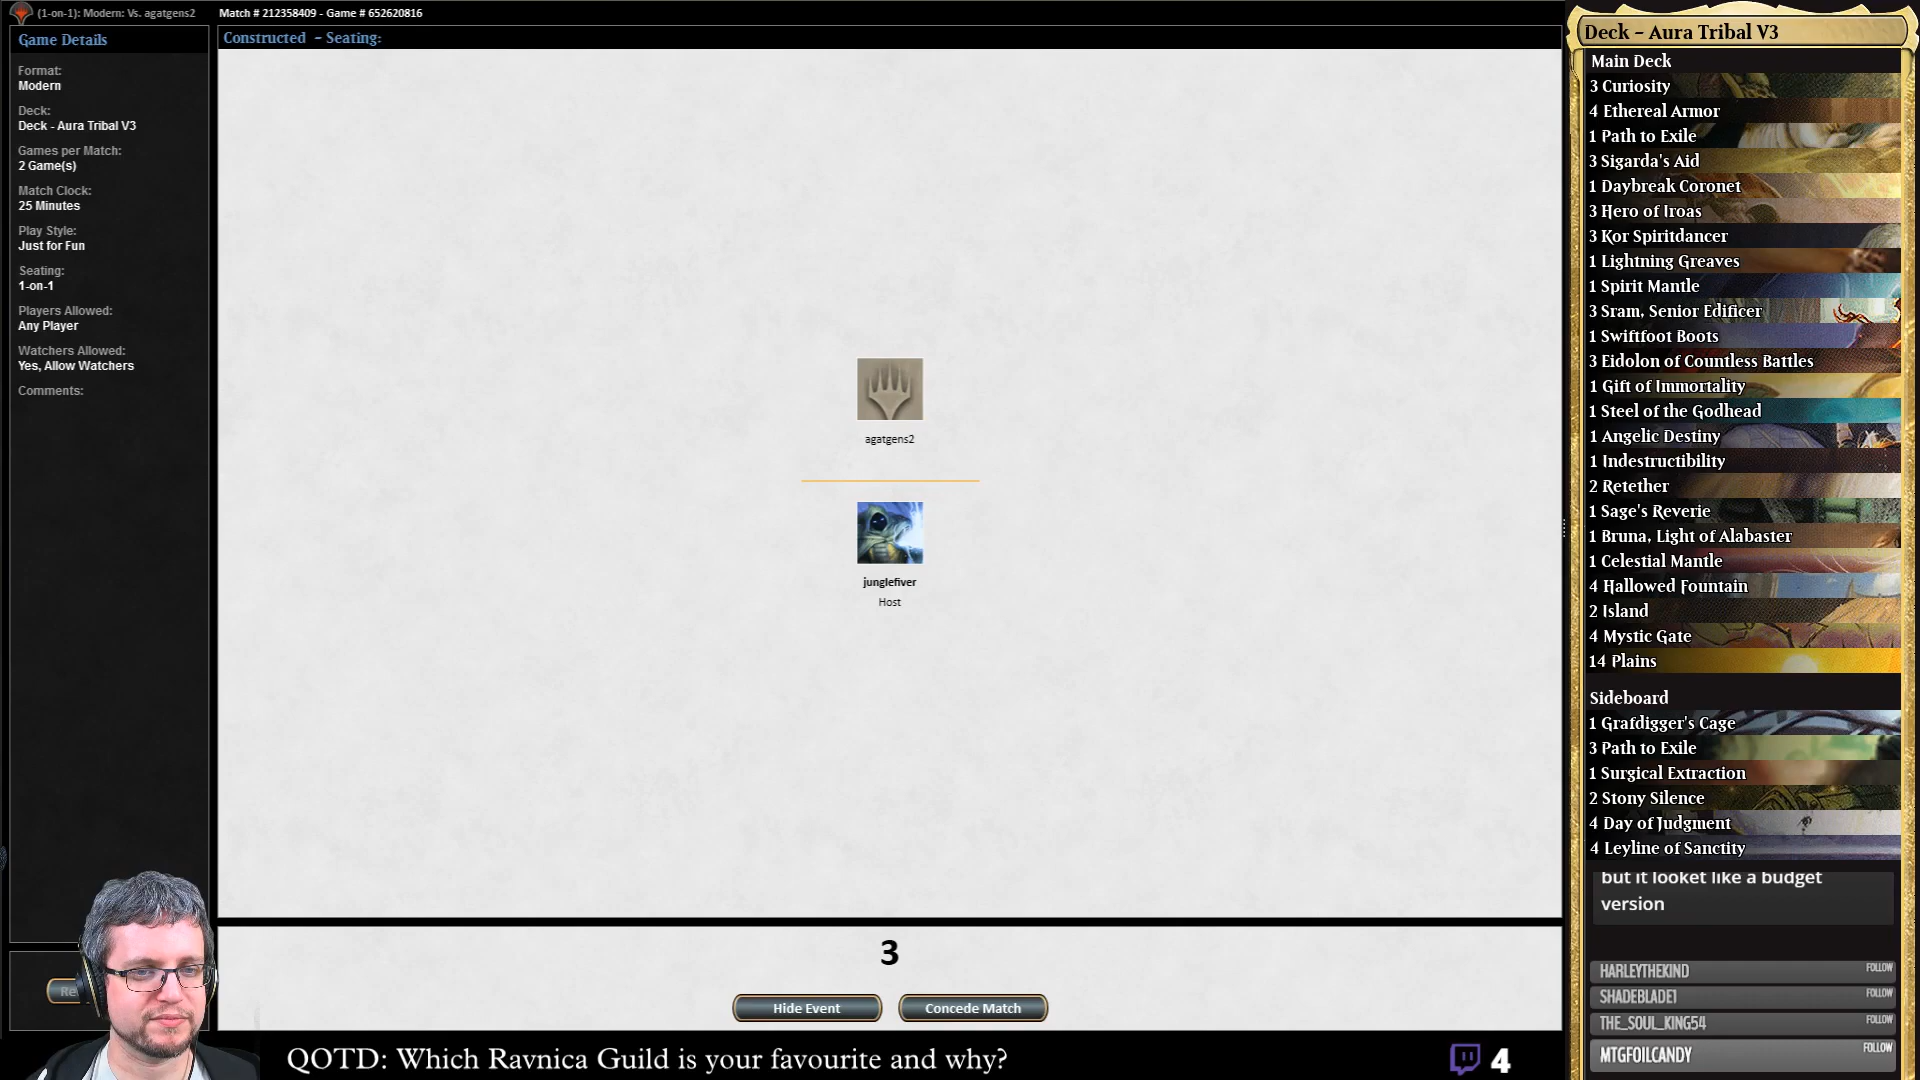 (1-on-1): Modern: Vs. agatgens2
Match # 212358409 - Game # 652620816
Game Details
Format:
Modern
Deck:
Deck - Aura Tribal V3
Games per Match:
2 Game(s)
Match Clock:
25 Minutes
Play Style:
Just for Fun
Seating:
1-on-1
Players Allowed:
Any Player
Watchers Allowed:
Yes, Allow Watchers
Comments:
Constructed - Seating:
agatgens2
junglefiver
Host
3
Hide Event
Concede Match
Re
QOTD: Which Ravnica Guild is your favourite and why?
4
Deck - Aura Tribal V3
Main Deck
3 Curiosity
4 Ethereal Armor
1 Path to Exile
3 Sigarda's Aid
1 Daybreak Coronet
3 Hero of Iroas
3 Kor Spiritdancer
1 Lightning Greaves
1 Spirit Mantle
3 Sram, Senior Edificer
1 Swiftfoot Boots
3 Eidolon of Countless Battles
1 Gift of Immortality
1 Steel of the Godhead
1 Angelic Destiny
1 Indestructibility
2 Retether
1 Sage's Reverie
1 Bruna, Light of Alabaster
1 Celestial Mantle
4 Hallowed Fountain
2 Island
4 Mystic Gate
14 Plains
Sideboard
1 Grafdigger's Cage
3 Path to Exile
1 Surgical Extraction
2 Stony Silence
4 Day of Judgment
4 Leyline of Sanctity
but it looket like a budget
version
HARLEYTHEKIND FOLLOW
SHADEBLADE1 FOLLOW
THE_SOUL_KING54 FOLLOW
MTGFOILCANDY FOLLOW